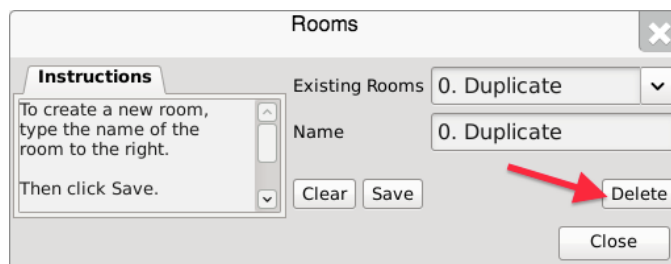 Rooms
Instructions
To create a new room,
type the name of the
room to the right.
Then click Save.
Existing Rooms
0. Duplicate
Name
0. Duplicate
Clear
Save
Delete
Close